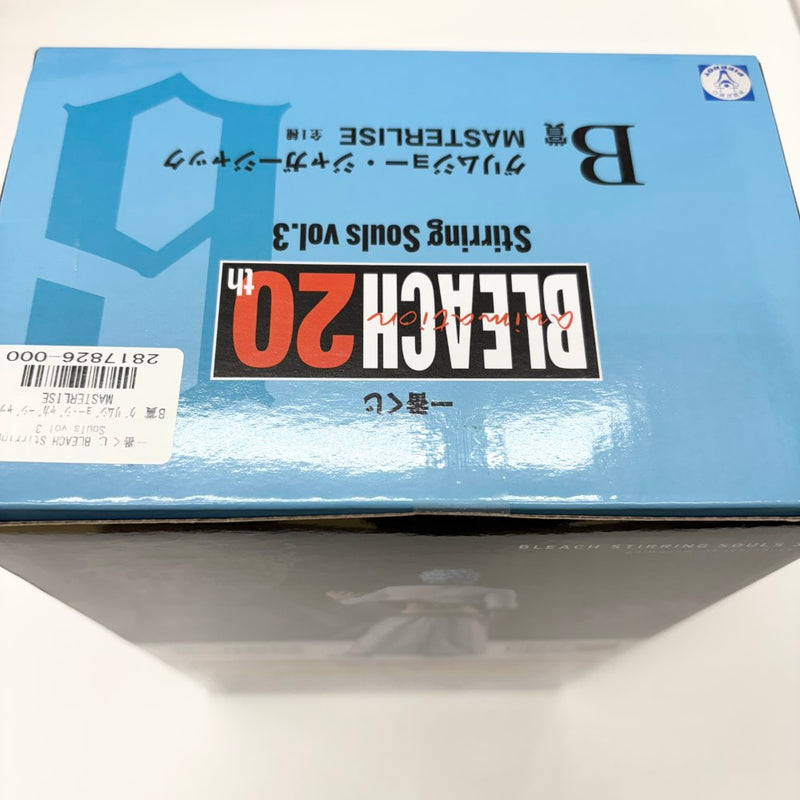 一番くじ
BLEACH 20th
animation
Stirring Souls vol.3
B賞
グリムジョー・ジャガージャック
MASTERLISE 全1種
PIERROT
一番くじ BLEACH Stirrin
Souls vol 3
B賞 グリムジョー・ジャガージャッ
MASTERLISE
2817826-000
BLEACH STIRRING SOULS